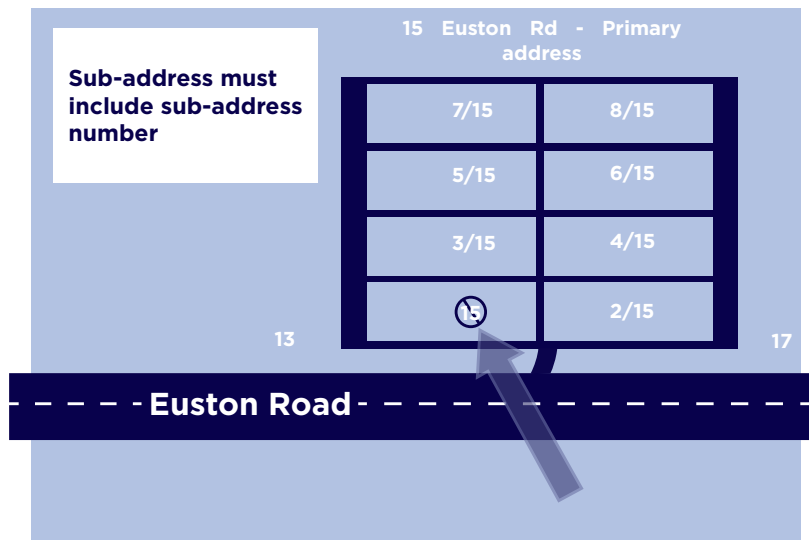 15 Euston Rd - Primary
address
Sub-address must
include sub-address
number
7/15 8/15
5/15 6/15
3/15 4/15
15 2/15
13 17
Euston Road